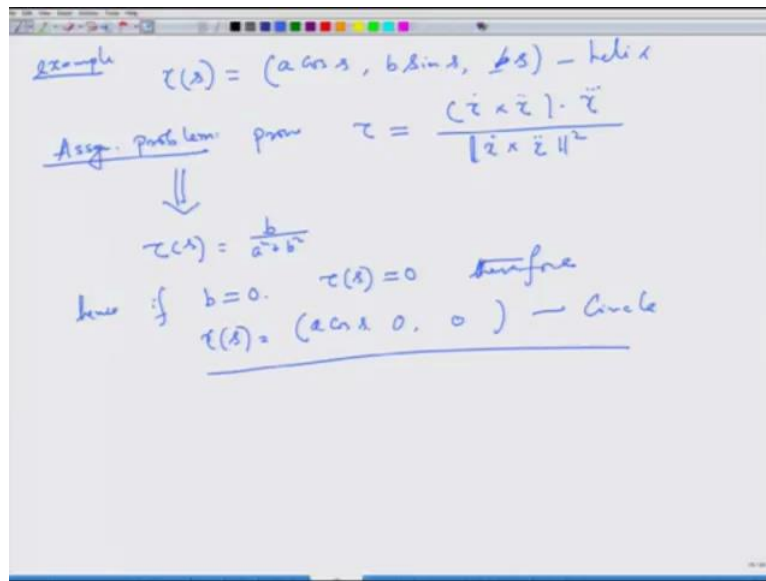 example r(s) = (a cos s, b sin s, bs) - helix
Assg. problem: prove τ = (ṙ × r̈) · r⃛ / ‖ṙ × r̈‖²
⇓
τ(s) = b / a² + b²
hence if b = 0. τ(s) = 0 therefore
r(s) = (a cos s 0, 0) — Circle